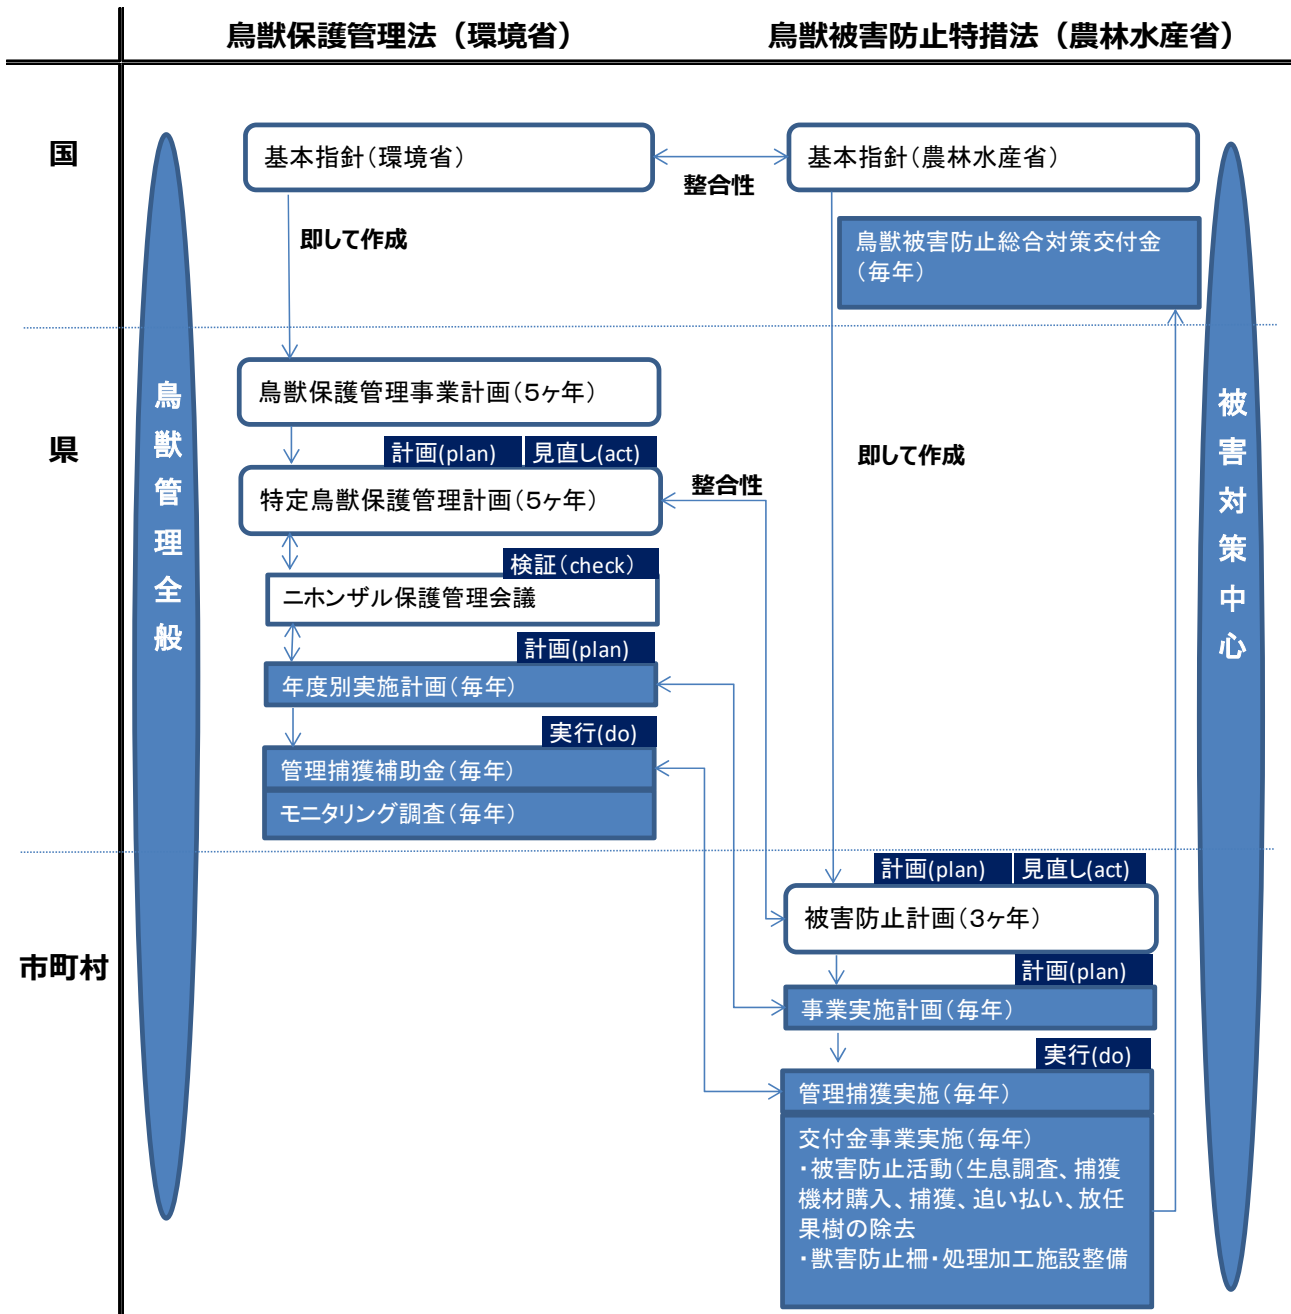 鳥獣保護管理法（環境省）
鳥獣被害防止特措法（農林水産省）
国
基本指針（環境省）
整合性
基本指針（農林水産省）
即して作成
鳥獣被害防止総合対策交付金
（毎年）
県
鳥獣管理全般
被害対策中心
鳥獣保護管理事業計画（5ヶ年）
計画(plan)
見直し(act)
特定鳥獣保護管理計画（5ヶ年）
整合性
即して作成
検証（check）
ニホンザル保護管理会議
計画(plan)
年度別実施計画（毎年）
実行(do)
管理捕獲補助金（毎年）
モニタリング調査（毎年）
市町村
計画(plan)
見直し(act)
被害防止計画（3ヶ年）
計画(plan)
事業実施計画（毎年）
実行(do)
管理捕獲実施（毎年）
交付金事業実施（毎年）
・被害防止活動（生息調査、捕獲
機材購入、捕獲、追い払い、放任
果樹の除去
・獣害防止柵・処理加工施設整備